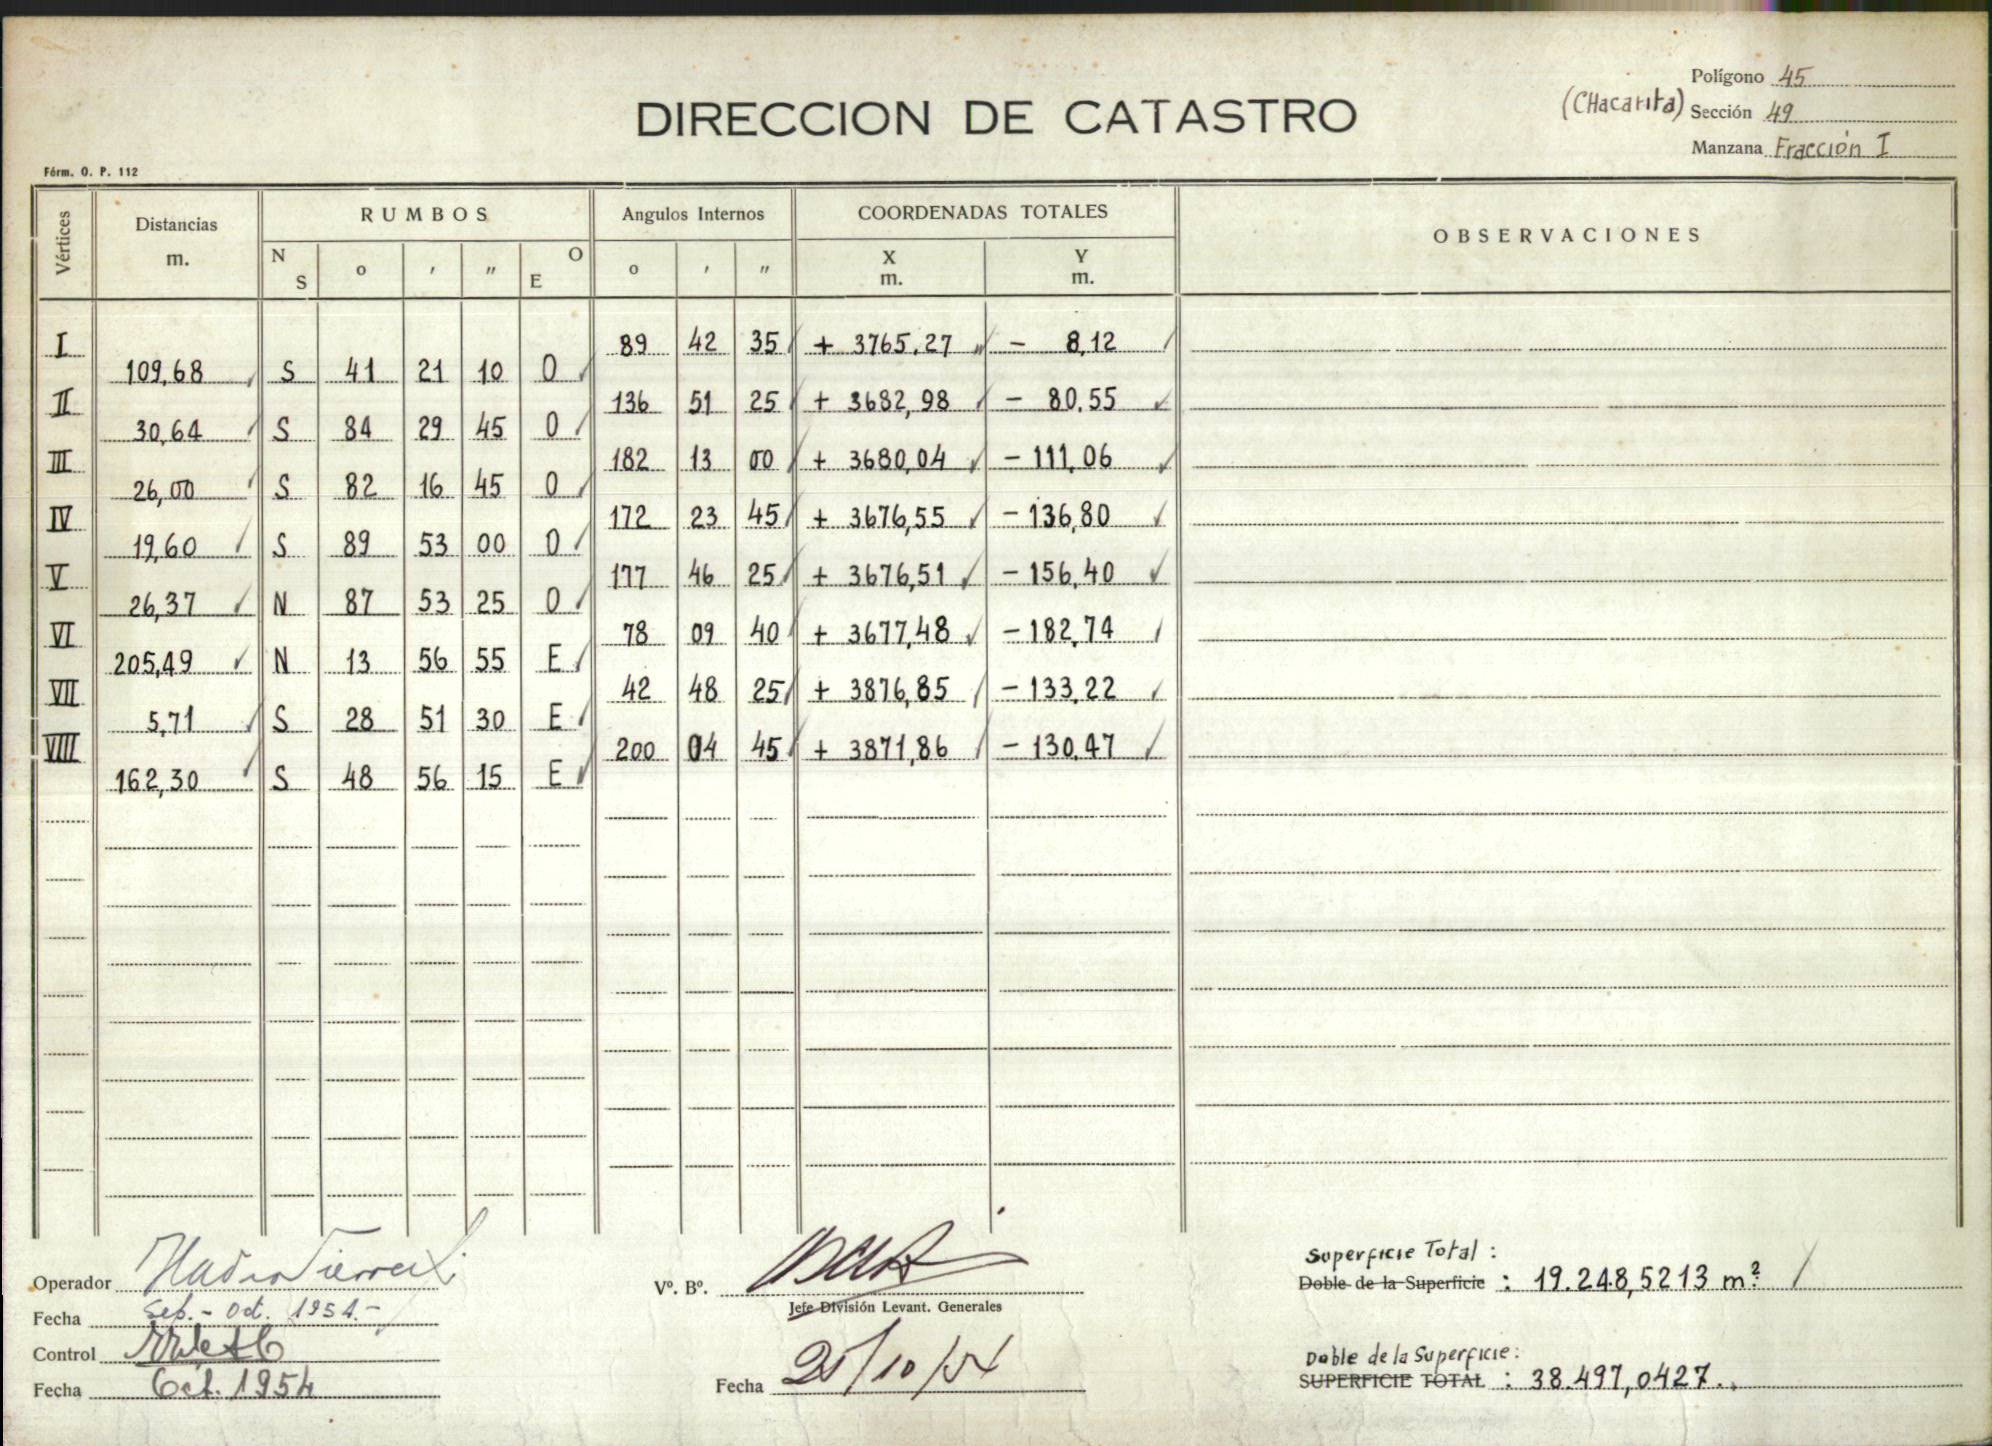 Polígono 45
DIRECCION DE CATASTRO
(CHacarita) Sección 49
Manzana Fracción I
Fórm. O. P. 112
Vértices Distancias m. RUMBOS N S o ′ ″ O E Angulos Internos o ′ ″ COORDENADAS TOTALES X m. Y m. OBSERVACIONES
I 89 42 35 + 3765,27 - 8,12
109,68 S 41 21 10 O
II 136 51 25 + 3682,98 - 80,55
30,64 S 84 29 45 O
III 182 13 00 + 3680,04 - 111,06
26,00 S 82 16 45 O
IV 172 23 45 + 3676,55 - 136,80
19,60 S 89 53 00 O
V 177 46 25 + 3676,51 - 156,40
26,37 N 87 53 25 O
VI 78 09 40 + 3677,48 - 182,74
205,49 N 13 56 55 E
VII 42 48 25 + 3876,85 - 133,22
5,71 S 28 51 30 E
VIII 200 04 45 + 3871,86 - 130,47
162,30 S 48 56 15 E
Operador
Fecha Sep. - Oct. 1954.-
Control
Fecha Oct. 1954
Vº. Bº.
Jefe División Levant. Generales
Fecha 25/10/54
Superficie Total :
Doble de la Superficie : 19.248,5213 m²
Doble de la Superficie :
SUPERFICIE TOTAL : 38.497,0427.